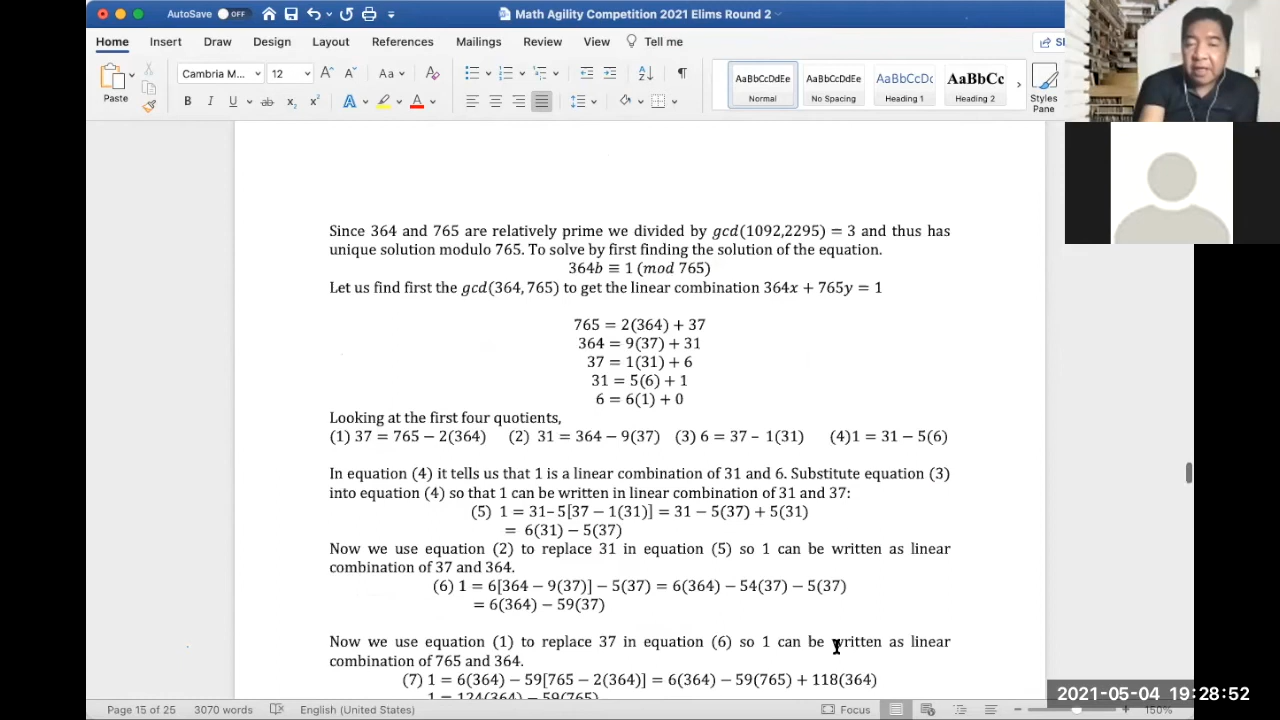 AutoSave OFF
Math Agility Competition 2021 Elims Round 2
Home Insert Draw Design Layout References Mailings Review View Tell me
Paste
Cambria M... 12
AaBbCcDdEe AaBbCcDdEe AaBbCcDc AaBbCc
Normal No Spacing Heading 1 Heading 2 Styles Pane
Since 364 and 765 are relatively prime we divided by gcd(1092,2295) = 3 and thus has
unique solution modulo 765. To solve by first finding the solution of the equation.
364b ≡ 1 (mod 765)
Let us find first the gcd(364, 765) to get the linear combination 364x + 765y = 1
765 = 2(364) + 37
364 = 9(37) + 31
37 = 1(31) + 6
31 = 5(6) + 1
6 = 6(1) + 0
Looking at the first four quotients,
(1) 37 = 765 − 2(364) (2) 31 = 364 − 9(37) (3) 6 = 37 – 1(31) (4)1 = 31 − 5(6)
In equation (4) it tells us that 1 is a linear combination of 31 and 6. Substitute equation (3)
into equation (4) so that 1 can be written in linear combination of 31 and 37:
(5) 1 = 31– 5[37 − 1(31)] = 31 − 5(37) + 5(31)
= 6(31) − 5(37)
Now we use equation (2) to replace 31 in equation (5) so 1 can be written as linear
combination of 37 and 364.
(6) 1 = 6[364 − 9(37)] − 5(37) = 6(364) − 54(37) − 5(37)
= 6(364) − 59(37)
Now we use equation (1) to replace 37 in equation (6) so 1 can be written as linear
combination of 765 and 364.
(7) 1 = 6(364) − 59[765 − 2(364)] = 6(364) − 59(765) + 118(364)
1 = 124(364) − 59(765)
2021-05-04 19:28:52
Page 15 of 25 3070 words English (United States) Focus 150%